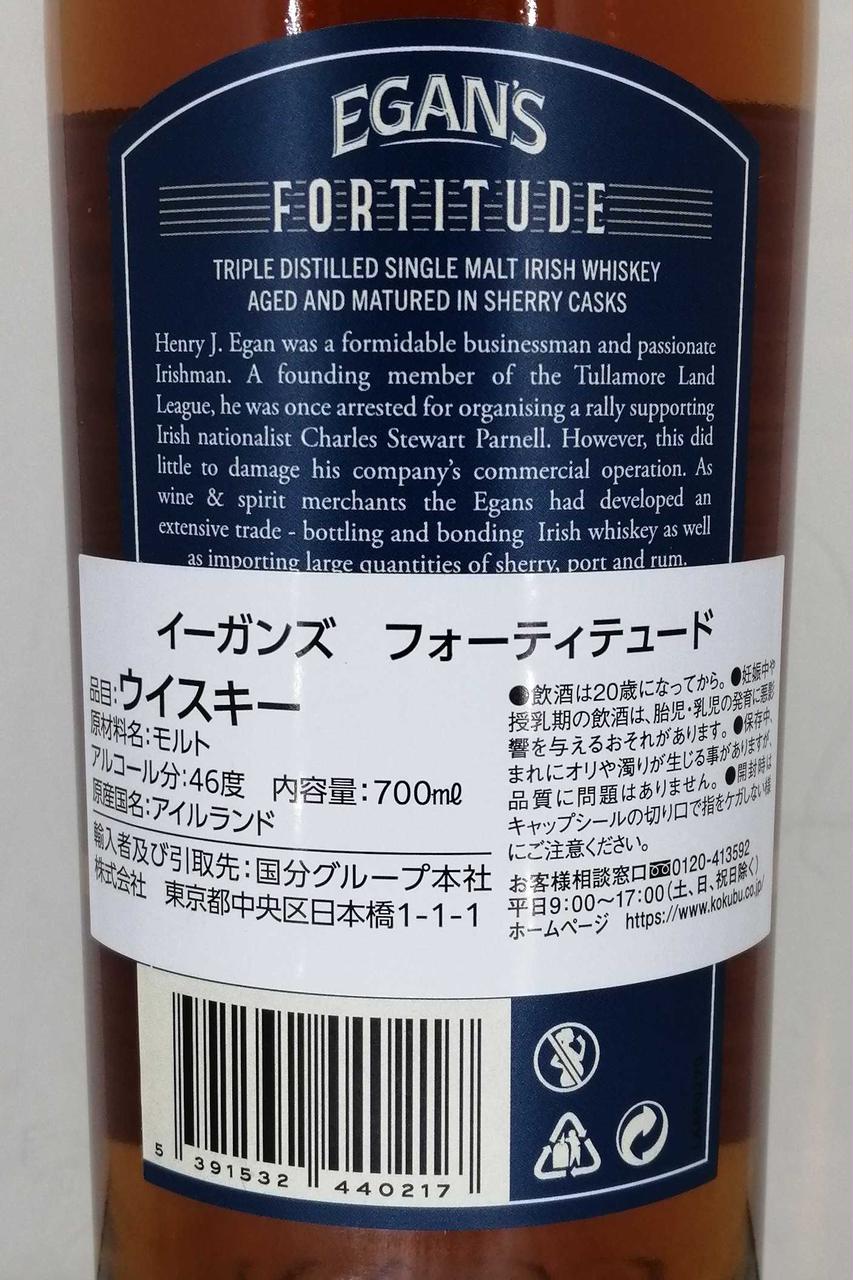 EGAN'S
FORTITUDE
TRIPLE DISTILLED SINGLE MALT IRISH WHISKEY
AGED AND MATURED IN SHERRY CASKS
Henry J. Egan was a formidable businessman and passionate
Irishman. A founding member of the Tullamore Land
League, he was once arrested for organising a rally supporting
Irish nationalist Charles Stewart Parnell. However, this did
little to damage his company's commercial operation. As
wine & spirit merchants the Egans had developed an
extensive trade - bottling and bonding Irish whiskey as well
as importing large quantities of sherry, port and rum.
イーガンズ　フォーティテュード
品目:ウイスキー
原材料名:モルト
アルコール分:46度　内容量:700㎖
原産国名:アイルランド
輸入者及び引取先:国分グループ本社
株式会社　東京都中央区日本橋1-1-1
●飲酒は20歳になってから。●妊娠中や
授乳期の飲酒は、胎児・乳児の発育に悪影
響を与えるおそれがあります。●保存中、
まれにオリや濁りが生じる事がありますが、
品質に問題はありません。●開封時は
キャップシールの切り口で指をケガしない様
にご注意ください。
お客様相談窓口 0120-413592
平日9:00～17:00(土、日、祝日除く)
ホームページ　https://www.kokubu.co.jp/
5 391532 440217